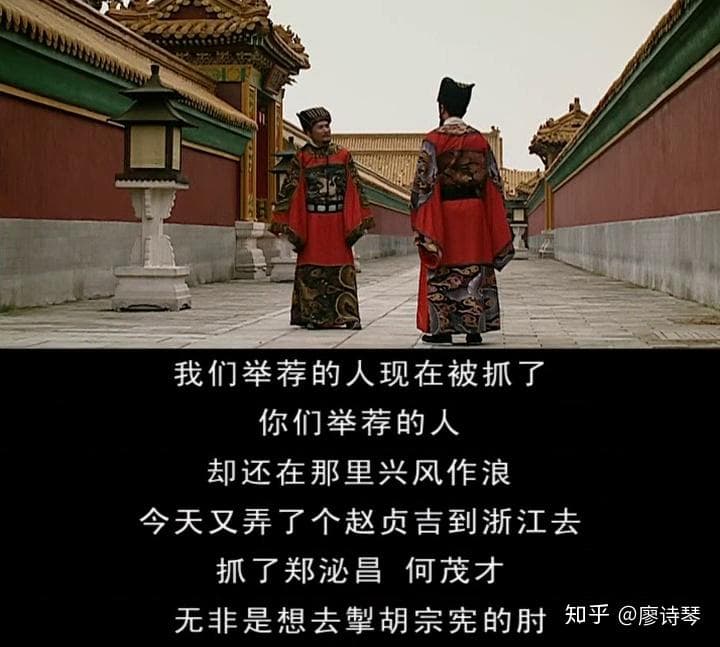 我们举荐的人现在被抓了
你们举荐的人
却还在那里兴风作浪
今天又弄了个赵贞吉到浙江去
抓了郑泌昌 何茂才
无非是想去掣胡宗宪的肘
知乎 @廖诗琴